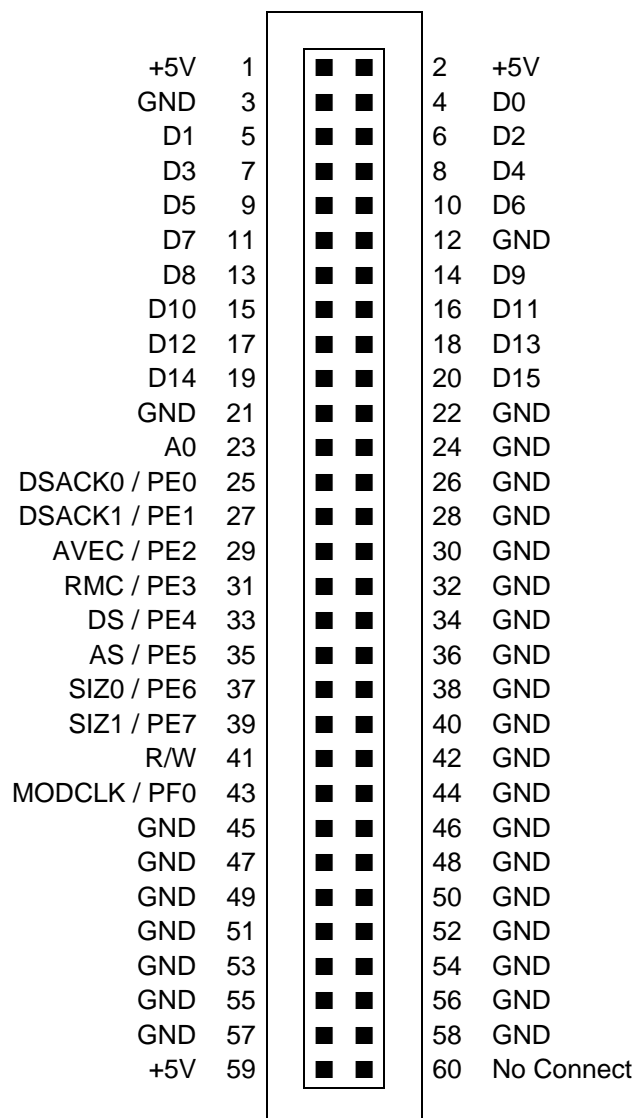 +5V 1 2 +5V
GND 3 4 D0
D1 5 6 D2
D3 7 8 D4
D5 9 10 D6
D7 11 12 GND
D8 13 14 D9
D10 15 16 D11
D12 17 18 D13
D14 19 20 D15
GND 21 22 GND
A0 23 24 GND
DSACK0 / PE0 25 26 GND
DSACK1 / PE1 27 28 GND
AVEC / PE2 29 30 GND
RMC / PE3 31 32 GND
DS / PE4 33 34 GND
AS / PE5 35 36 GND
SIZ0 / PE6 37 38 GND
SIZ1 / PE7 39 40 GND
R/W 41 42 GND
MODCLK / PF0 43 44 GND
GND 45 46 GND
GND 47 48 GND
GND 49 50 GND
GND 51 52 GND
GND 53 54 GND
GND 55 56 GND
GND 57 58 GND
+5V 59 60 No Connect